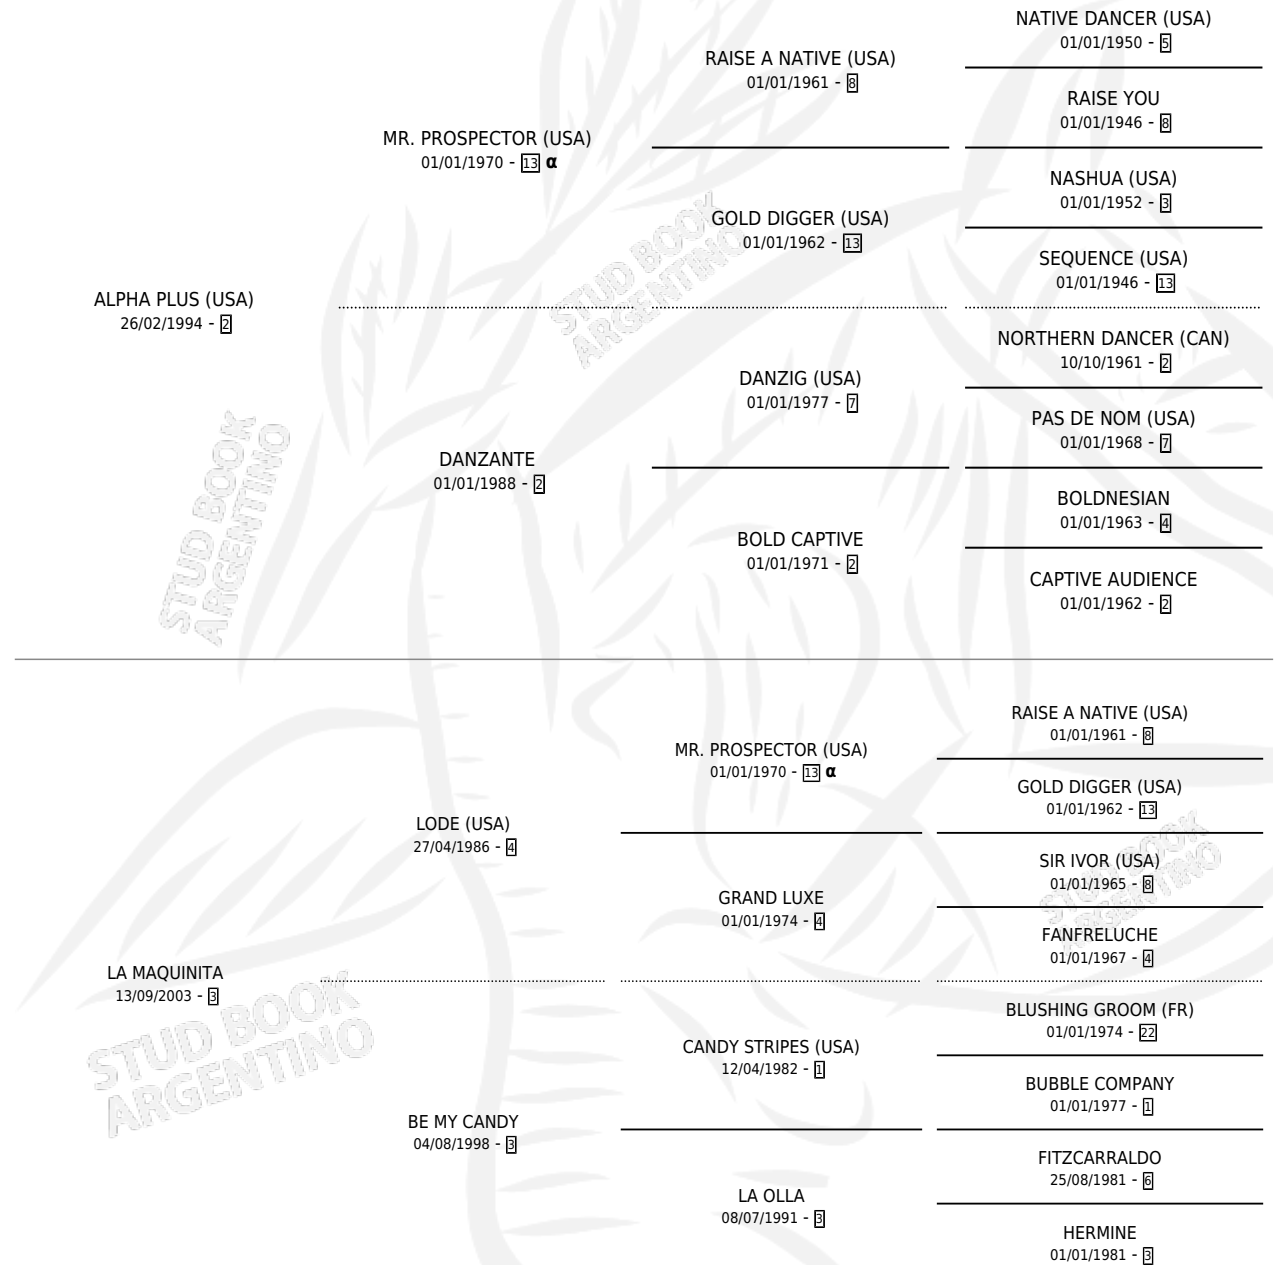 NATIVE DANCER (USA)
01/01/1950 - 5
RAISE A NATIVE (USA)
01/01/1961 - 8
RAISE YOU
01/01/1946 - 8
MR. PROSPECTOR (USA)
01/01/1970 - 13 α
NASHUA (USA)
01/01/1952 - 3
GOLD DIGGER (USA)
01/01/1962 - 13
SEQUENCE (USA)
01/01/1946 - 13
ALPHA PLUS (USA)
26/02/1994 - 2
STUD BOOK
ARGENTINO
NORTHERN DANCER (CAN)
10/10/1961 - 2
DANZIG (USA)
01/01/1977 - 7
PAS DE NOM (USA)
01/01/1968 - 7
DANZANTE
01/01/1988 - 2
BOLDNESIAN
01/01/1963 - 4
BOLD CAPTIVE
01/01/1971 - 2
CAPTIVE AUDIENCE
01/01/1962 - 2
STUD BOOK
ARGENTINO
RAISE A NATIVE (USA)
01/01/1961 - 8
MR. PROSPECTOR (USA)
01/01/1970 - 13 α
GOLD DIGGER (USA)
01/01/1962 - 13
LODE (USA)
27/04/1986 - 4
SIR IVOR (USA)
01/01/1965 - 8
STUD BOOK
ARGENTINO
GRAND LUXE
01/01/1974 - 4
FANFRELUCHE
01/01/1967 - 4
LA MAQUINITA
13/09/2003 - 3
STUD BOOK
ARGENTINO
BLUSHING GROOM (FR)
01/01/1974 - 22
CANDY STRIPES (USA)
12/04/1982 - 1
BUBBLE COMPANY
01/01/1977 - 1
BE MY CANDY
04/08/1998 - 3
FITZCARRALDO
25/08/1981 - 6
LA OLLA
08/07/1991 - 3
HERMINE
01/01/1981 - 3